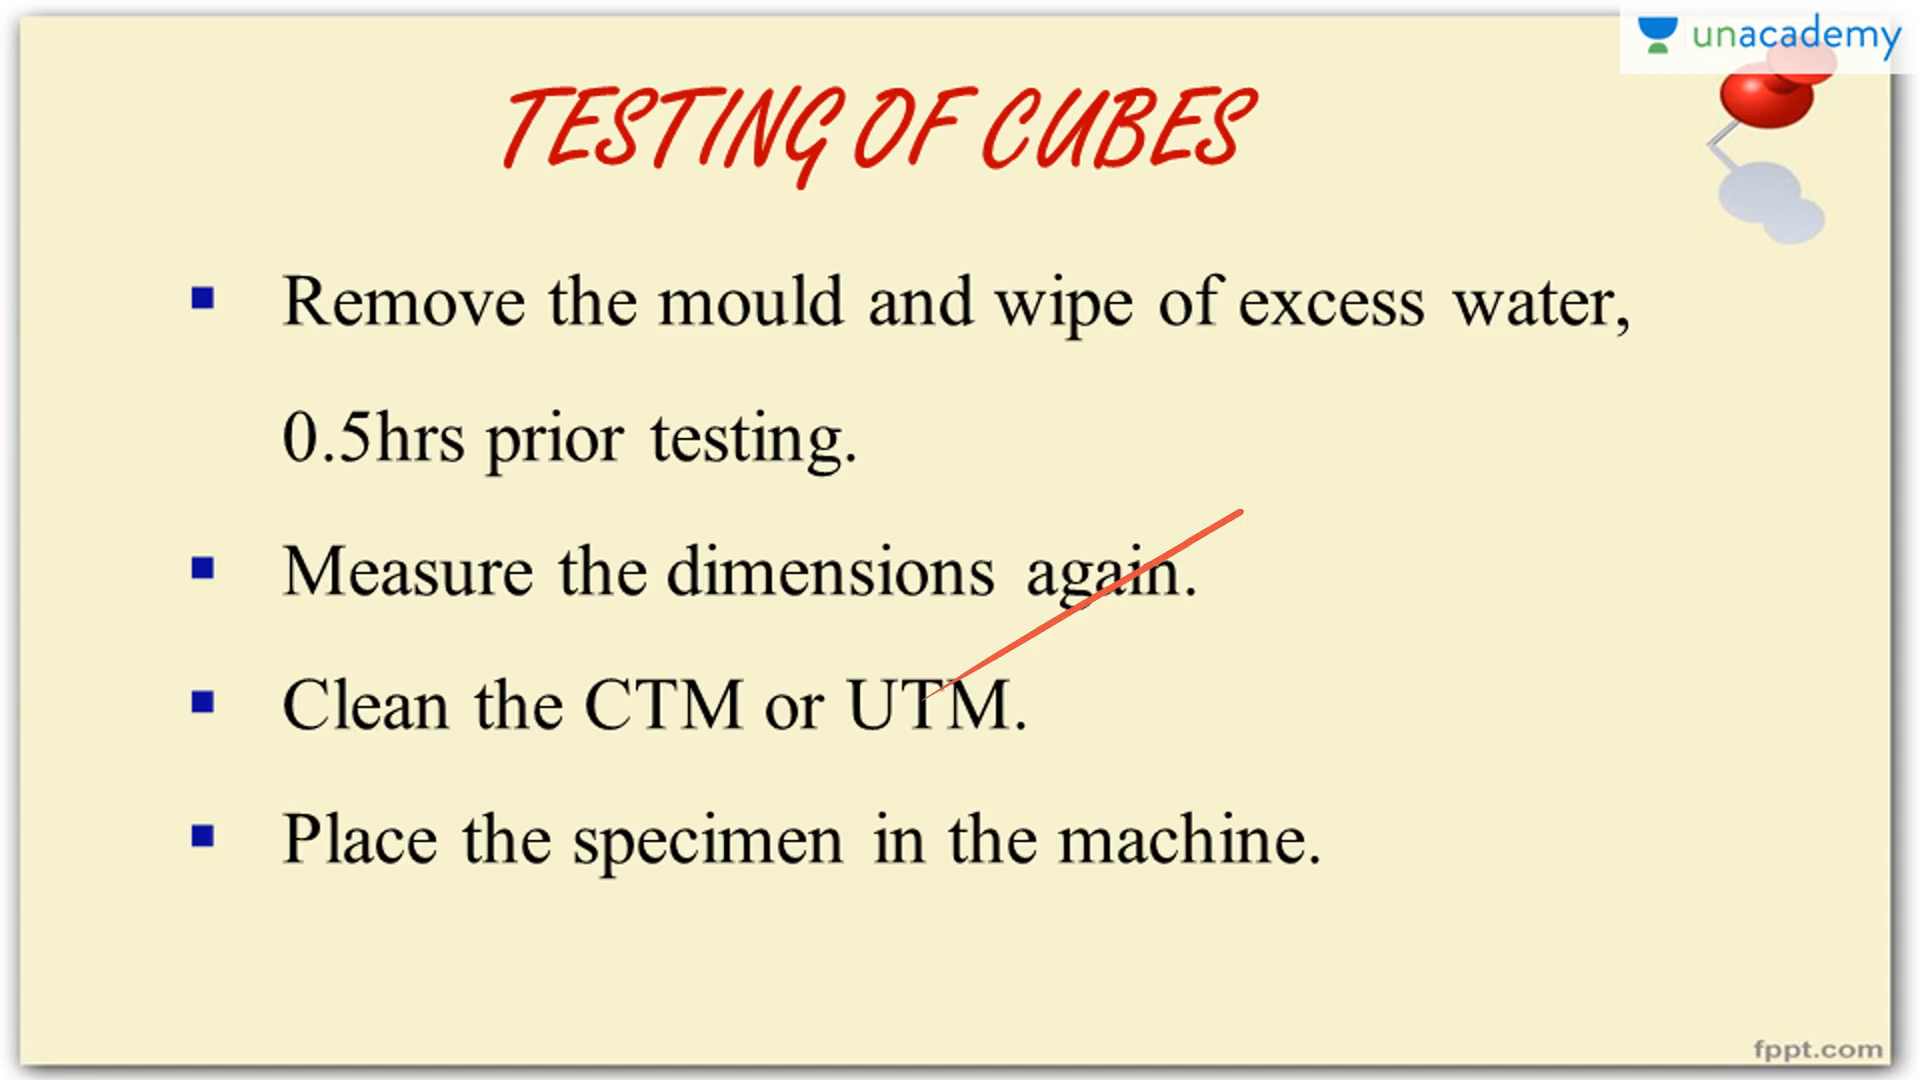 unacademy
TESTING OF CUBES
▪ Remove the mould and wipe of excess water,
0.5hrs prior testing.
▪ Measure the dimensions again.
▪ Clean the CTM or UTM.
▪ Place the specimen in the machine.
fppt.com